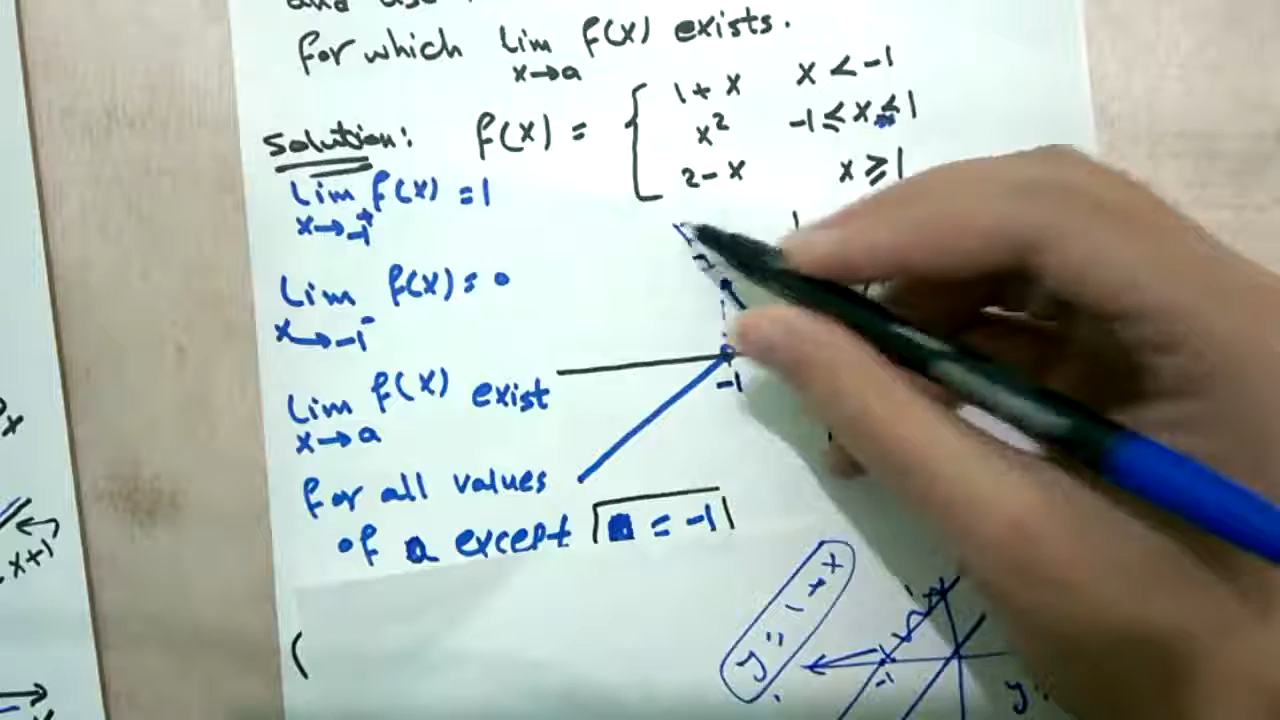 for which lim f(x) exists.
x→a
Solution: f(x) = { 1+x x < -1
x² -1 ≤ x ≤ 1
2-x x ≥ 1
Lim f(x) = 1
x→-1⁺
Lim f(x) = 0
x→-1⁻
Lim f(x) exist
x→a
for all values
of a except a = -1
-1
(
y = 1+x
-1
y =
x+)